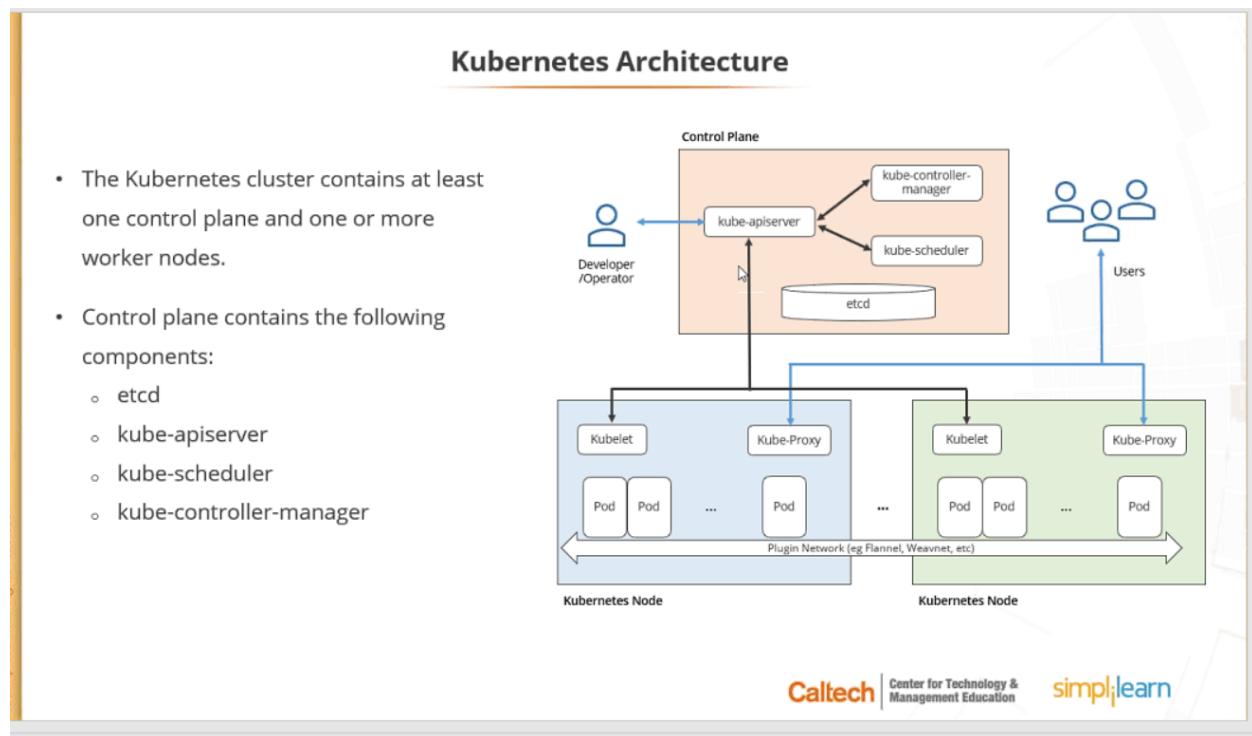 Kubernetes Architecture
• The Kubernetes cluster contains at least
one control plane and one or more
worker nodes.
• Control plane contains the following
components:
o etcd
o kube-apiserver
o kube-scheduler
o kube-controller-manager
Control Plane
kube-controller-
manager
kube-apiserver
kube-scheduler
etcd
Developer
/Operator
Users
Kubelet
Kube-Proxy
Kubelet
Kube-Proxy
Pod
Pod
...
Pod
...
Pod
Pod
...
Pod
Plugin Network (eg Flannel, Weavnet, etc)
Kubernetes Node
Kubernetes Node
Caltech
Center for Technology &
Management Education
simplilearn